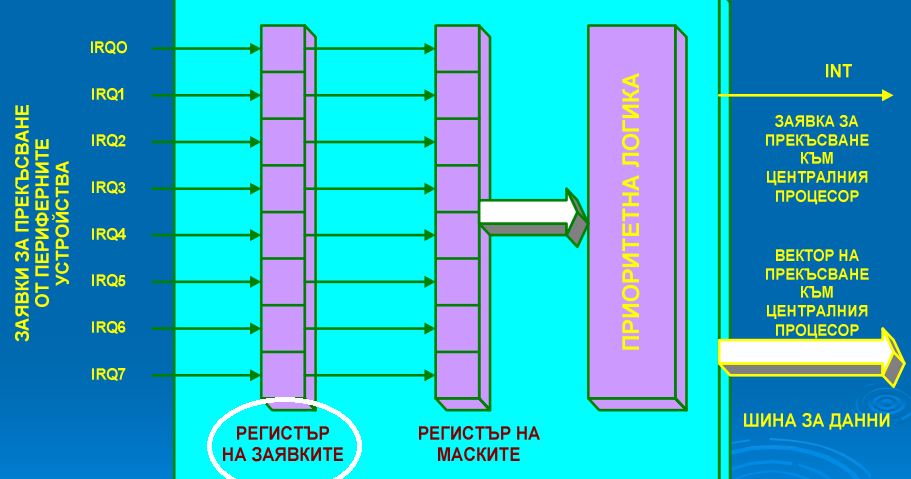 ЗАЯВКИ ЗА ПРЕКЪСВАНЕ
ОТ ПЕРИФЕРНИТЕ
УСТРОЙСТВА
IRQ0
IRQ1
IRQ2
IRQ3
IRQ4
IRQ5
IRQ6
IRQ7
РЕГИСТЪР
НА ЗАЯВКИТЕ
РЕГИСТЪР НА
МАСКИТЕ
ПРИОРИТЕТНА ЛОГИКА
INT
ЗАЯВКА ЗА
ПРЕКЪСВАНЕ
КЪМ
ЦЕНТРАЛНИЯ
ПРОЦЕСОР
ВЕКТОР НА
ПРЕКЪСВАНЕ
КЪМ
ЦЕНТРАЛНИЯ
ПРОЦЕСОР
ШИНА ЗА ДАННИ